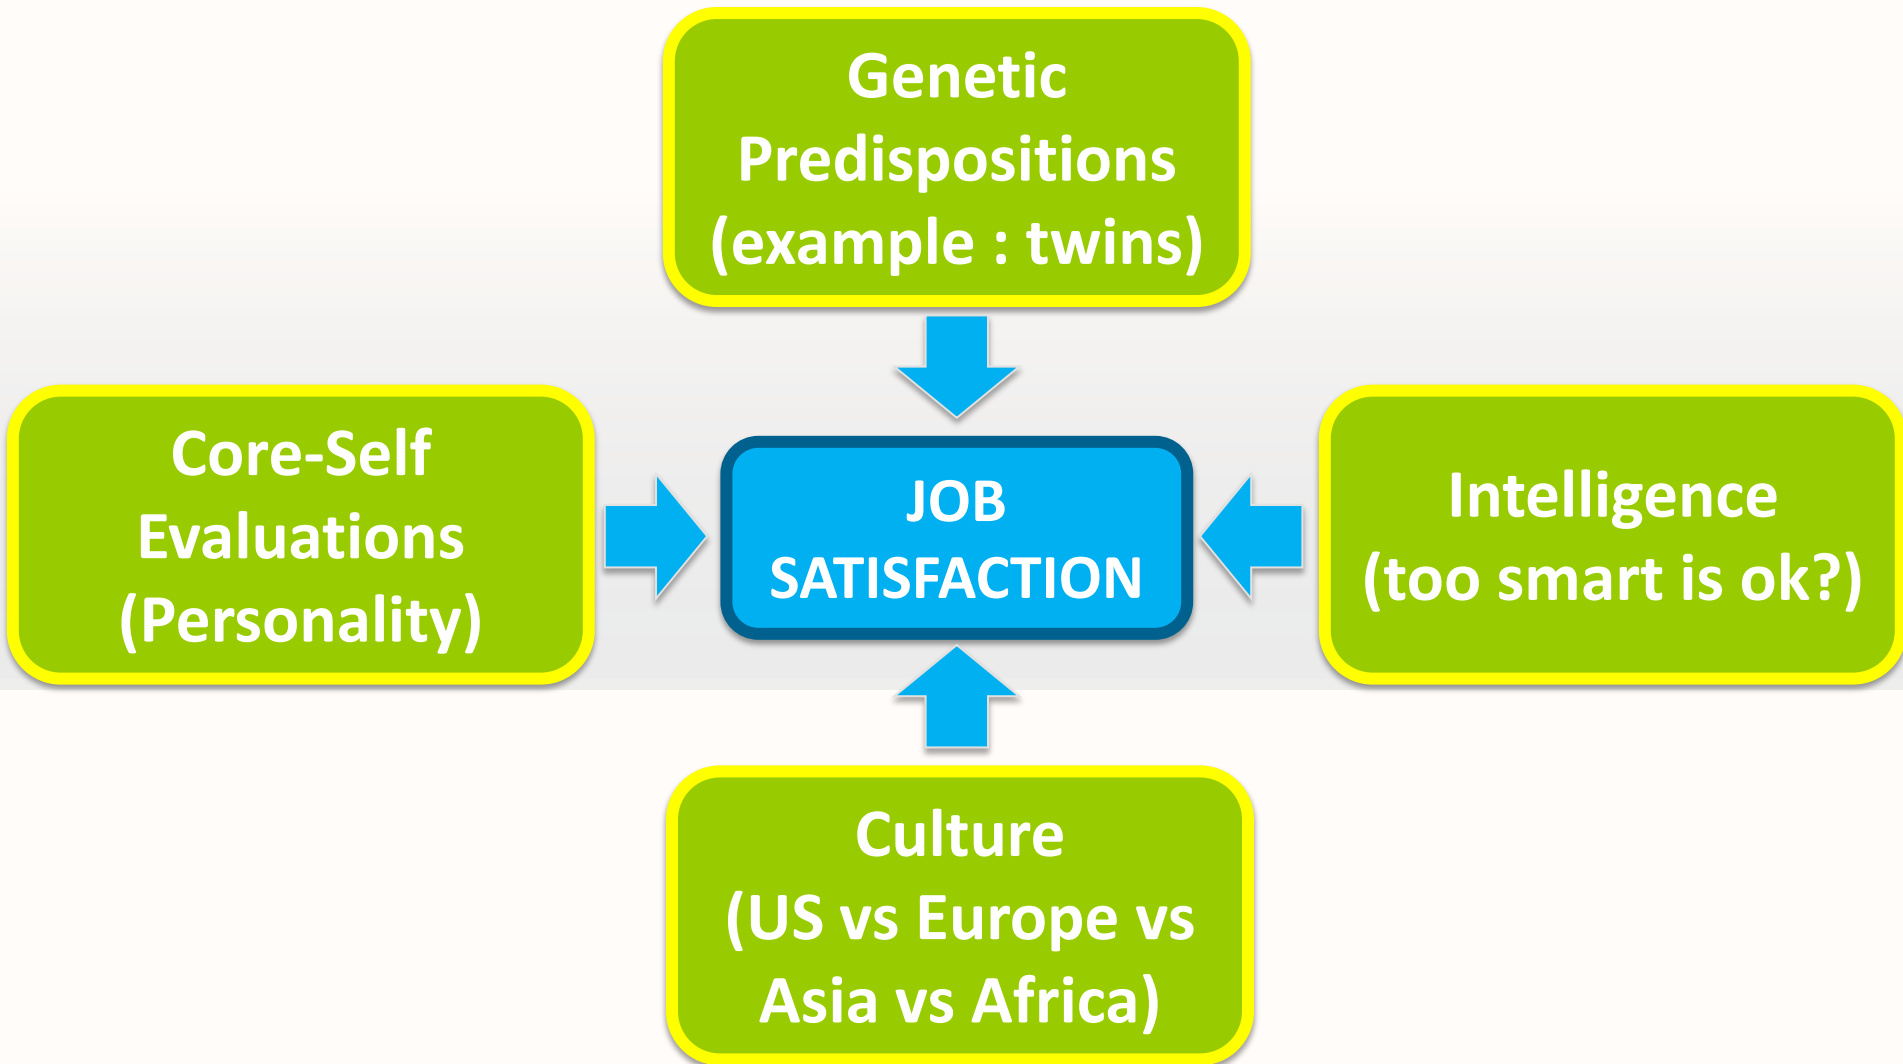 Genetic
Predispositions
(example : twins)
Core-Self
Evaluations
(Personality)
JOB
SATISFACTION
Intelligence
(too smart is ok?)
Culture
(US vs Europe vs
Asia vs Africa)